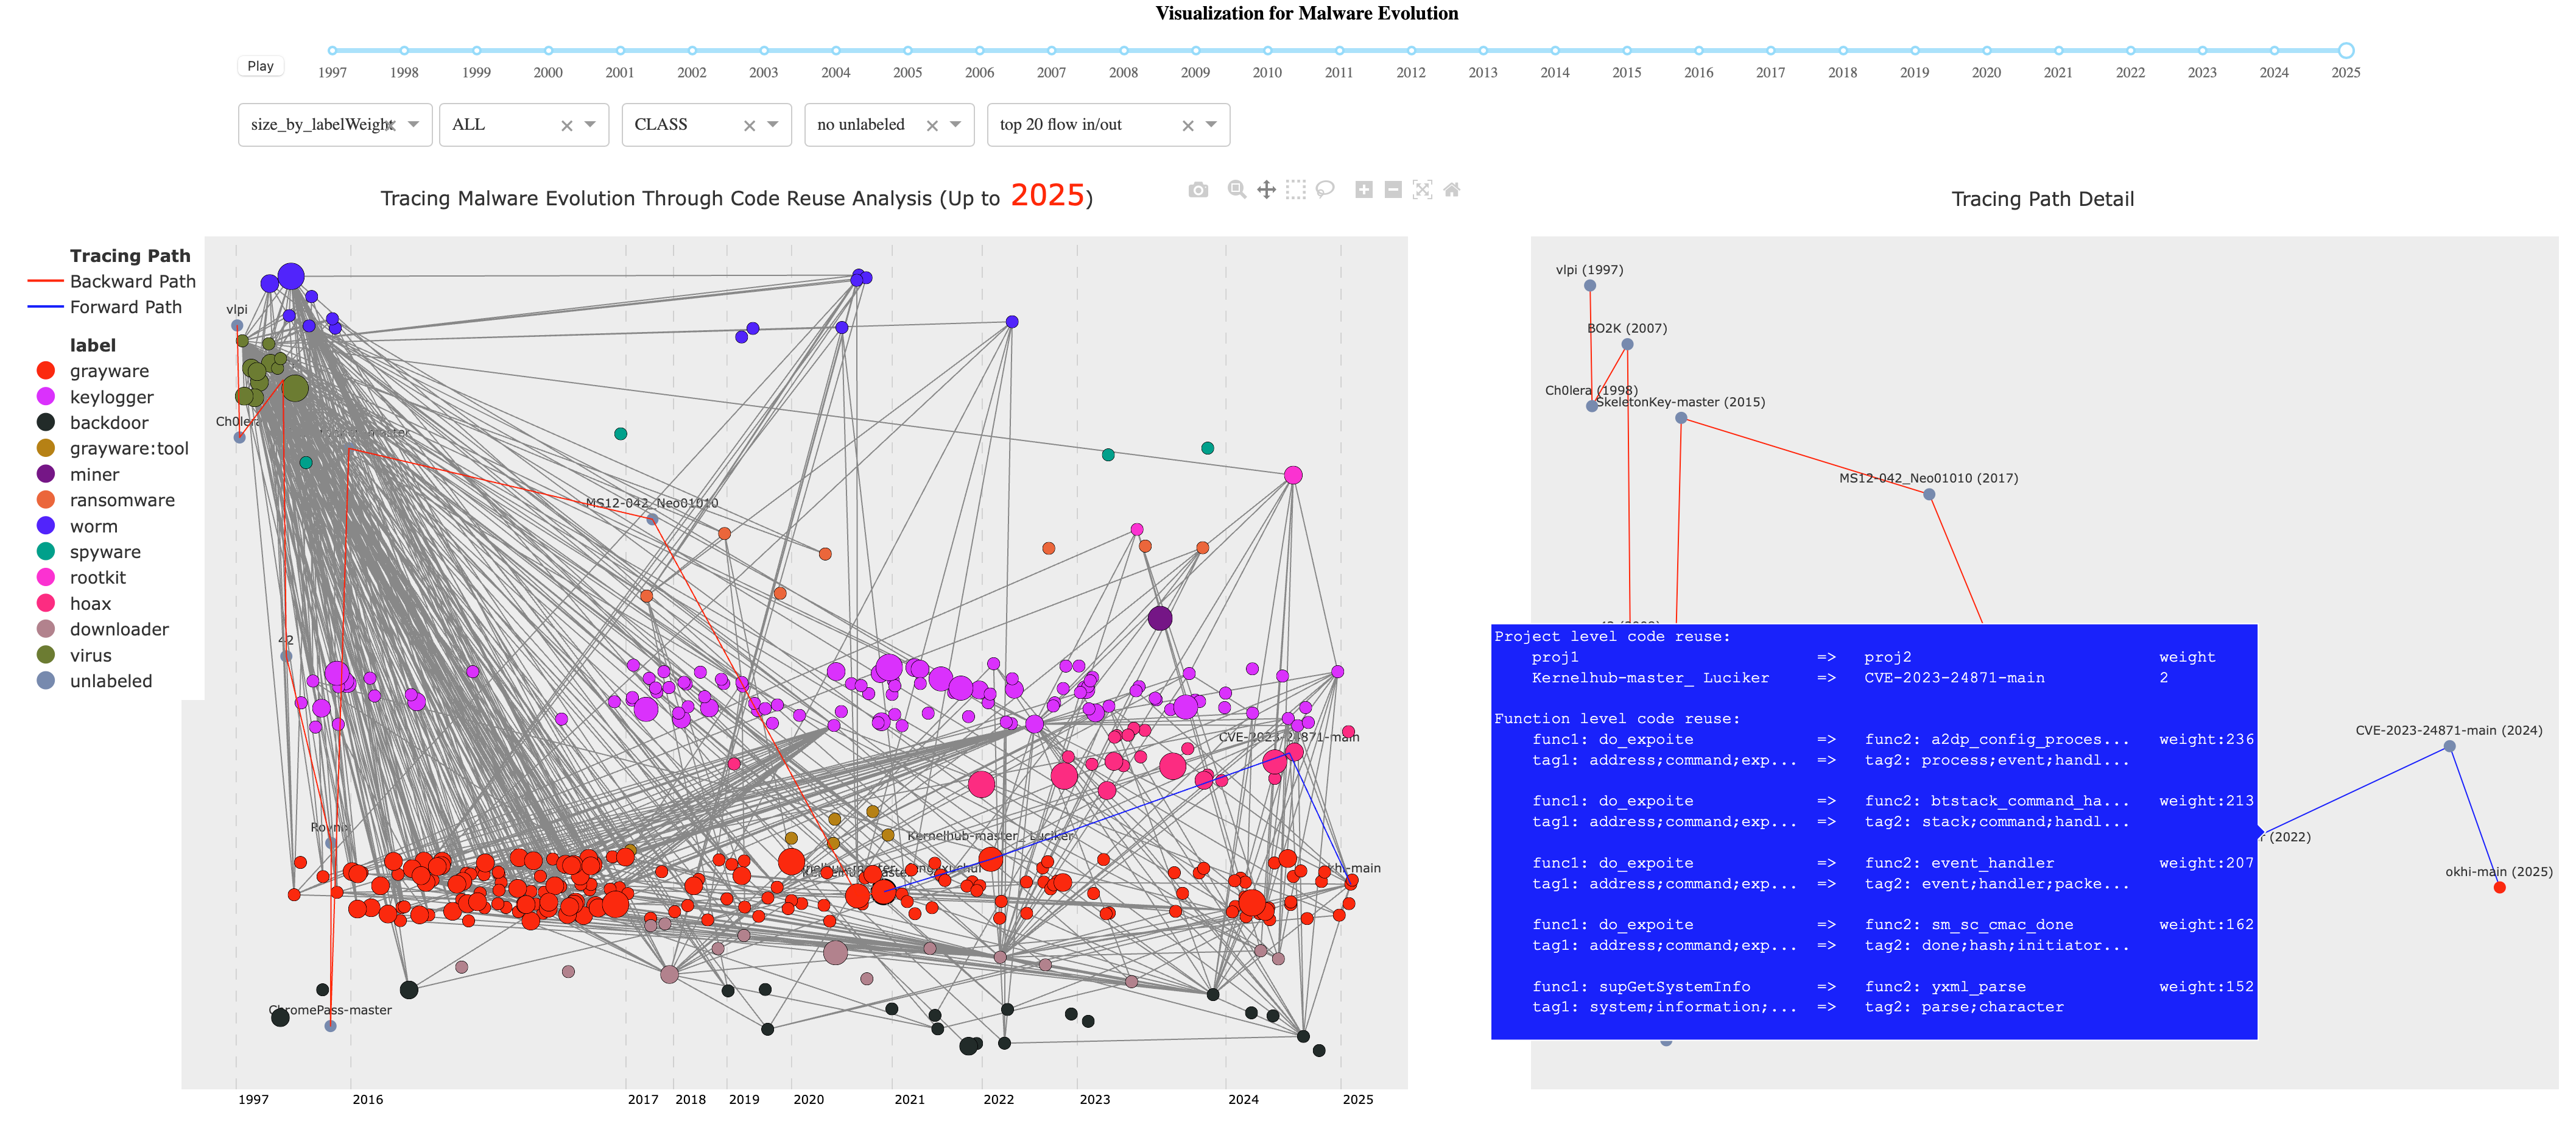 Visualization for Malware Evolution
Play
1997 1998 1999 2000 2001 2002 2003 2004 2005 2006 2007 2008 2009 2010 2011 2012 2013 2014 2015 2016 2017 2018 2019 2020 2021 2022 2023 2024 2025
size_by_labelWeight ALL CLASS no unlabeled top 20 flow in/out
Tracing Malware Evolution Through Code Reuse Analysis (Up to 2025)
Tracing Path
Backward Path
Forward Path
label
grayware
keylogger
backdoor
grayware:tool
miner
ransomware
worm
spyware
rootkit
hoax
downloader
virus
unlabeled
vlpi
Ch0lera
MS12-042_Neo01010
42
CVE-2023-24871-main
Kernelhub-master_ Luciker
ChromePass-master
1997 2016 2017 2018 2019 2020 2021 2022 2023 2024 2025
Tracing Path Detail
vlpi (1997)
BO2K (2007)
Ch0lera (1998)
SkeletonKey-master (2015)
MS12-042_Neo01010 (2017)
CVE-2023-24871-main (2024)
r (2022)
okhi-main (2025)
Project level code reuse:
proj1 => proj2 weight
Kernelhub-master_ Luciker => CVE-2023-24871-main 2
Function level code reuse:
func1: do_expoite => func2: a2dp_config_proces... weight:236
tag1: address;command;exp... => tag2: process;event;handl...
func1: do_expoite => func2: btstack_command_ha... weight:213
tag1: address;command;exp... => tag2: stack;command;handl...
func1: do_expoite => func2: event_handler weight:207
tag1: address;command;exp... => tag2: event;handler;packe...
func1: do_expoite => func2: sm_sc_cmac_done weight:162
tag1: address;command;exp... => tag2: done;hash;initiator...
func1: supGetSystemInfo => func2: yxml_parse weight:152
tag1: system;information;... => tag2: parse;character